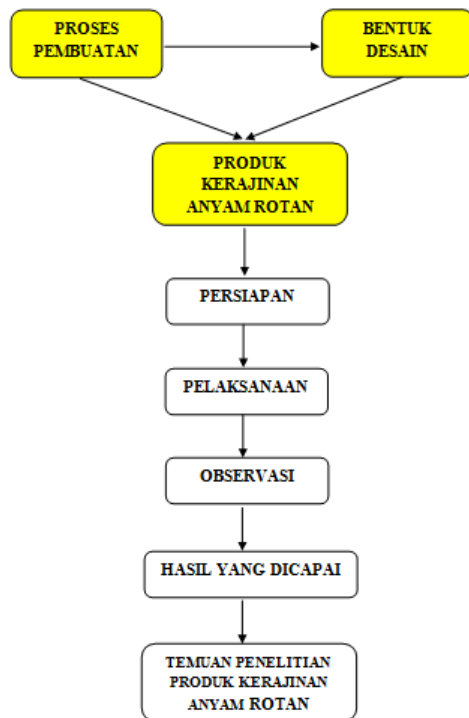 PROSES
PEMBUATAN
BENTUK
DESAIN
PRODUK
KERAJINAN
ANYAM ROTAN
PERSIAPAN
PELAKSANAAN
OBSERVASI
HASIL YANG DICAPAI
TEMUAN PENELITIAN
PRODUK KERAJINAN
ANYAM ROTAN